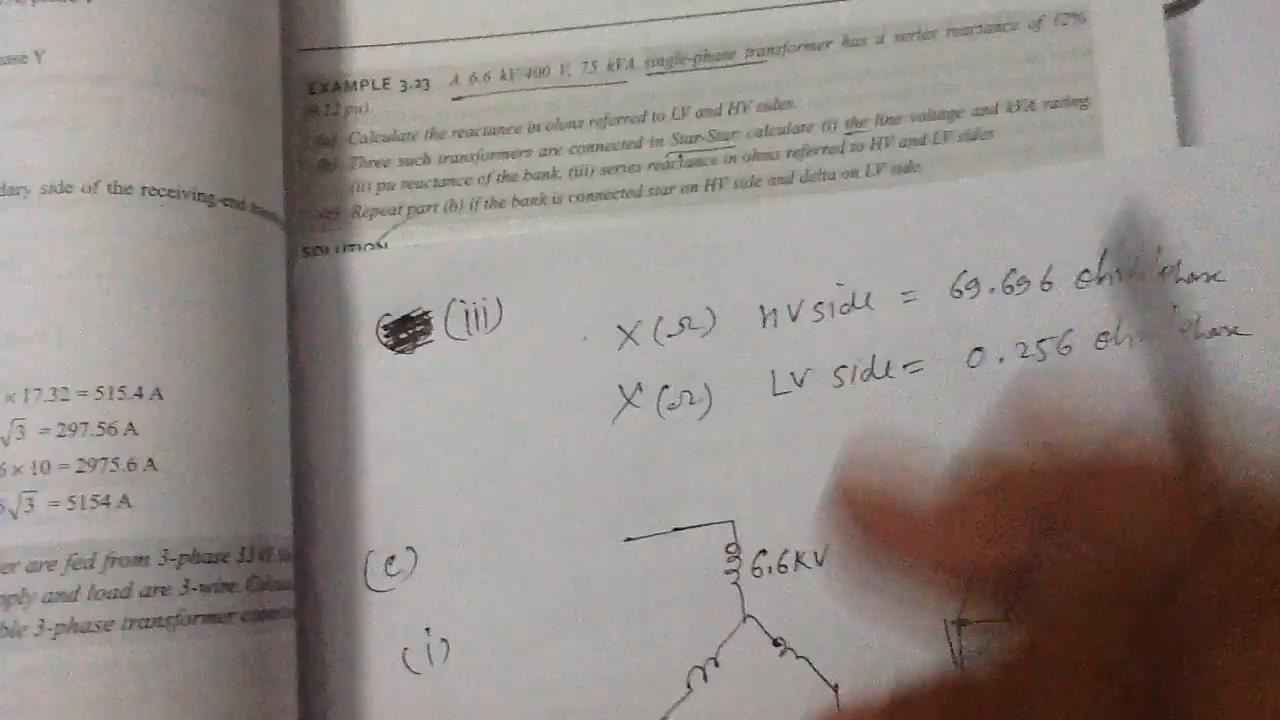 ase Y
dary side of the receiving-end
× 17.32 = 515.4 A
√3 = 297.56 A
× 10 = 2975.6 A
√3 = 5154 A
er are fed from 3-phase
ply and load are 3-wire.
ble 3-phase transformer
EXAMPLE 3.23 A 6.6 kV/400 V, 75 kVA single-phase transformer has a series reactance of 12%
(0.12 pu).
(a) Calculate the reactance in ohms referred to LV and HV sides.
(b) Three such transformers are connected in Star-Star, calculate (i) the line voltage and kVA rating,
(ii) pu reactance of the bank, (iii) series reactance in ohms referred to HV and LV sides
(c) Repeat part (b) if the bank is connected star on HV side and delta on LV side.
SOLUTION
(iii)
X(Ω) HV side = 69.696 ohm/phase
X(Ω) LV side = 0.256 ohm/phase
(c)
6.6KV
(i)